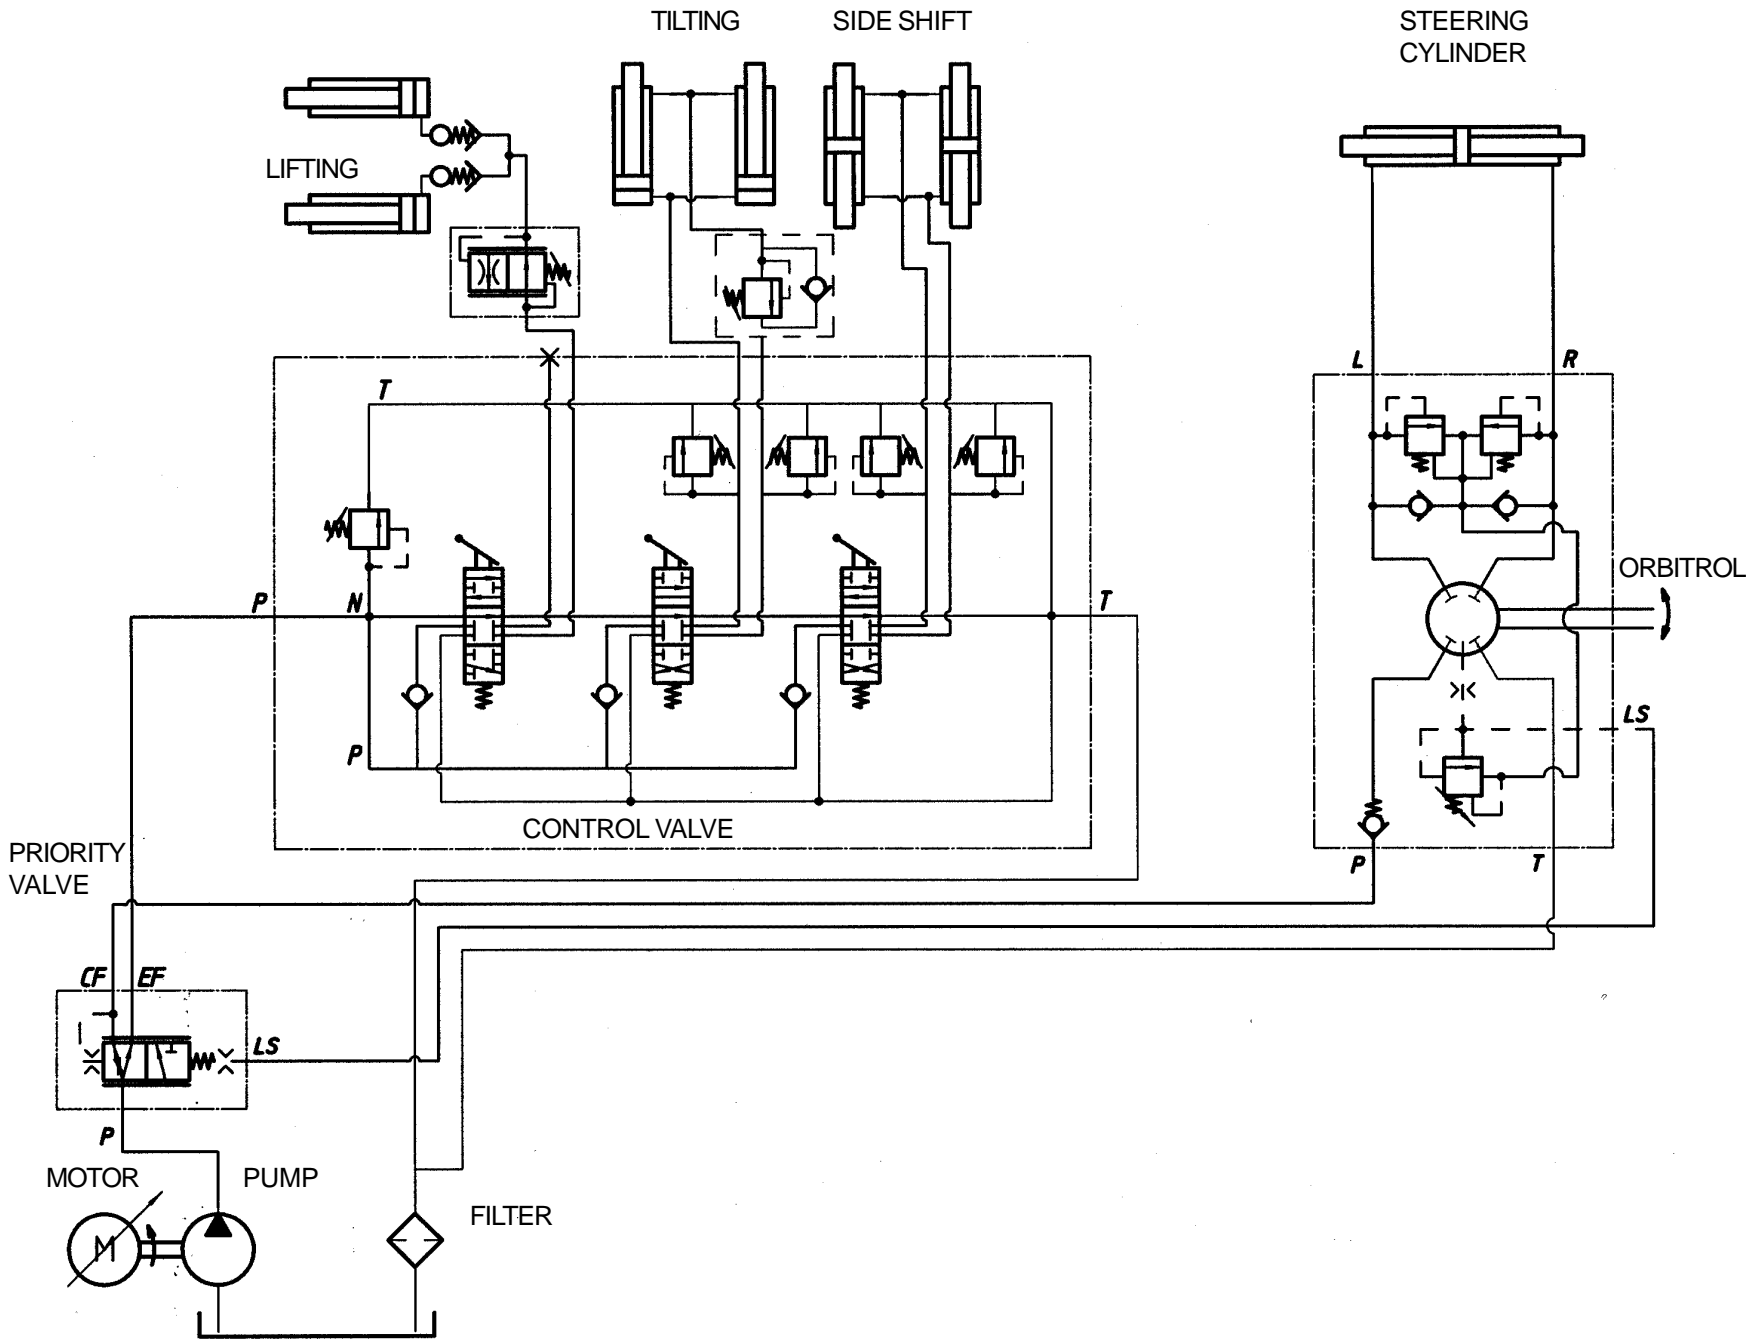 TILTING
SIDE SHIFT
STEERING
CYLINDER
LIFTING
L
R
T
ORBITROL
P
N
T
LS
P
CONTROL VALVE
PRIORITY
VALVE
P
T
CF
EF
LS
P
MOTOR
PUMP
FILTER
M